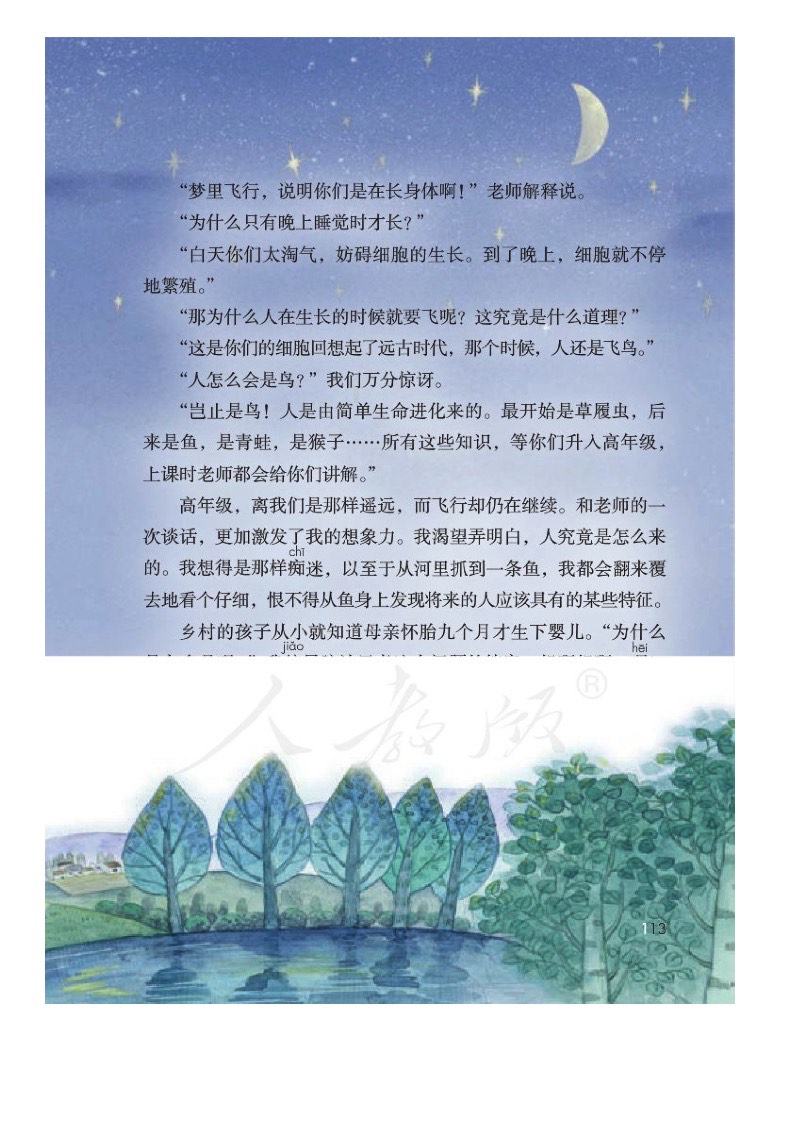 “梦里飞行，说明你们是在长身体啊！”老师解释说。
“为什么只有晚上睡觉时才长？”
“白天你们太淘气，妨碍细胞的生长。到了晚上，细胞就不停
地繁殖。”
“那为什么人在生长的时候就要飞呢？这究竟是什么道理？”
“这是你们的细胞回想起了远古时代，那个时候，人还是飞鸟。”
“人怎么会是鸟？”我们万分惊讶。
“岂止是鸟！人是由简单生命进化来的。最开始是草履虫，后
来是鱼，是青蛙，是猴子……所有这些知识，等你们升入高年级，
上课时老师都会给你们讲解。”
高年级，离我们是那样遥远，而飞行却仍在继续。和老师的一
次谈话，更加激发了我的想象力。我渴望弄明白，人究竟是怎么来
chī
的。我想得是那样痴迷，以至于从河里抓到一条鱼，我都会翻来覆
去地看个仔细，恨不得从鱼身上发现将来的人应该具有的某些特征。
乡村的孩子从小就知道母亲怀胎九个月才生下婴儿。“为什么
jiǎo hēi
人教版®
113